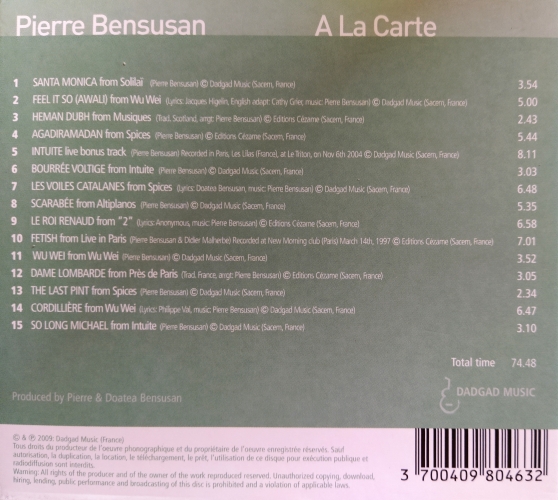 Pierre Bensusan A La Carte
1 SANTA MONICA from Solilaï (Pierre Bensusan) © Dadgad Music (Sacem, France) 3.54
2 FEEL IT SO (AWALI) from Wu Wei (Lyrics: Jacques Higelin, English adapt: Cathy Grier, music: Pierre Bensusan) © Dadgad Music (Sacem, France) 5.00
3 HEMAN DUBH from Musiques (Trad. Scotland, arrgt: Pierre Bensusan) © Editions Cézame (Sacem, France) 2.43
4 AGADIRAMADAN from Spices (Pierre Bensusan) © Editions Cézame (Sacem, France) 5.44
5 INTUITE live bonus track (Pierre Bensusan) Recorded in Paris, Les Lilas (France), at Le Triton, on Nov 6th 2004 © Dadgad Music (Sacem, France) 8.11
6 BOURRÉE VOLTIGE from Intuite (Pierre Bensusan) © Dadgad Music (Sacem, France) 3.03
7 LES VOILES CATALANES from Spices (Lyrics: Doatea Bensusan, music: Pierre Bensusan) © Dadgad Music (Sacem, France) 6.48
8 SCARABÉE from Altiplanos (Pierre Bensusan) © Dadgad Music (Sacem, France) 5.35
9 LE ROI RENAUD from "2" (Lyrics: Anonymous, music: Pierre Bensusan) © Editions Cézame (Sacem, France) 6.58
10 FETISH from Live in Paris (Pierre Bensusan & Didier Malherbe) Recorded at New Morning club (Paris) March 14th, 1997 © Editions Cézame (Sacem, France) 7.01
11 WU WEI from Wu Wei (Pierre Bensusan) © Dadgad Music (Sacem, France) 3.52
12 DAME LOMBARDE from Près de Paris (Trad. France, arrgt: Pierre Bensusan) © Editions Cézame (Sacem, France) 3.05
13 THE LAST PINT from Spices (Pierre Bensusan) © Dadgad Music (Sacem, France) 2.34
14 CORDILLIÈRE from Wu Wei (Lyrics: Philippe Val, music: Pierre Bensusan) © Dadgad Music (Sacem, France) 6.47
15 SO LONG MICHAEL from Intuite (Pierre Bensusan) © Dadgad Music (Sacem, France) 3.10
Total time 74.48
Produced by Pierre & Doatea Bensusan
DADGAD MUSIC
© & ℗ 2009: Dadgad Music (France)
Tous droits du producteur de l'œuvre phonographique et du propriétaire de l'œuvre enregistrée réservés. Sauf
autorisation, la duplication, la location, le téléchargement, le prêt, l'utilisation de ce disque pour exécution publique et
radiodiffusion sont interdits.
Warning: All rights of the producer and of the owner of the work reproduced reserved. Unauthorized copying, download,
hiring, lending, public performance and broadcasting of this disc is prohibited and a violation of applicable laws.
3 700409 804632